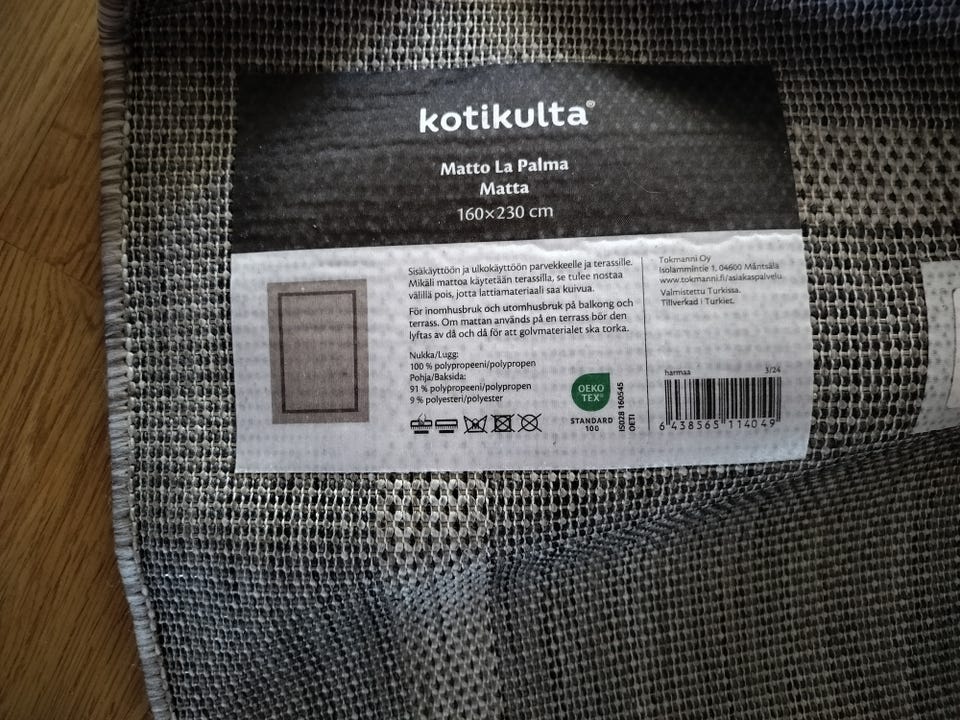 kotikulta®
Matto La Palma
Matta
160×230 cm
Sisäkäyttöön ja ulkokäyttöön parvekkeelle ja terassille.
Mikäli mattoa käytetään terassilla, se tulee nostaa
välillä pois, jotta lattiamateriaali saa kuivua.
För inomhusbruk och utomhusbruk på balkong och
terrass. Om mattan används på en terrass bör den
lyftas av då och då för att golvmaterialet ska torka.
Nukka/Lugg:
100 % polypropeeni/polypropen
Pohja/Baksida:
91 % polypropeeni/polypropen
9 % polyesteri/polyester
OEKO
TEX®
STANDARD
100
IS028 160545
OETI
Tokmanni Oy
Isolammintie 1, 04600 Mäntsälä
www.tokmanni.fi/asiakaspalvelu
Valmistettu Turkissa.
Tillverkad i Turkiet.
harmaa 3/24
6 438565 114049